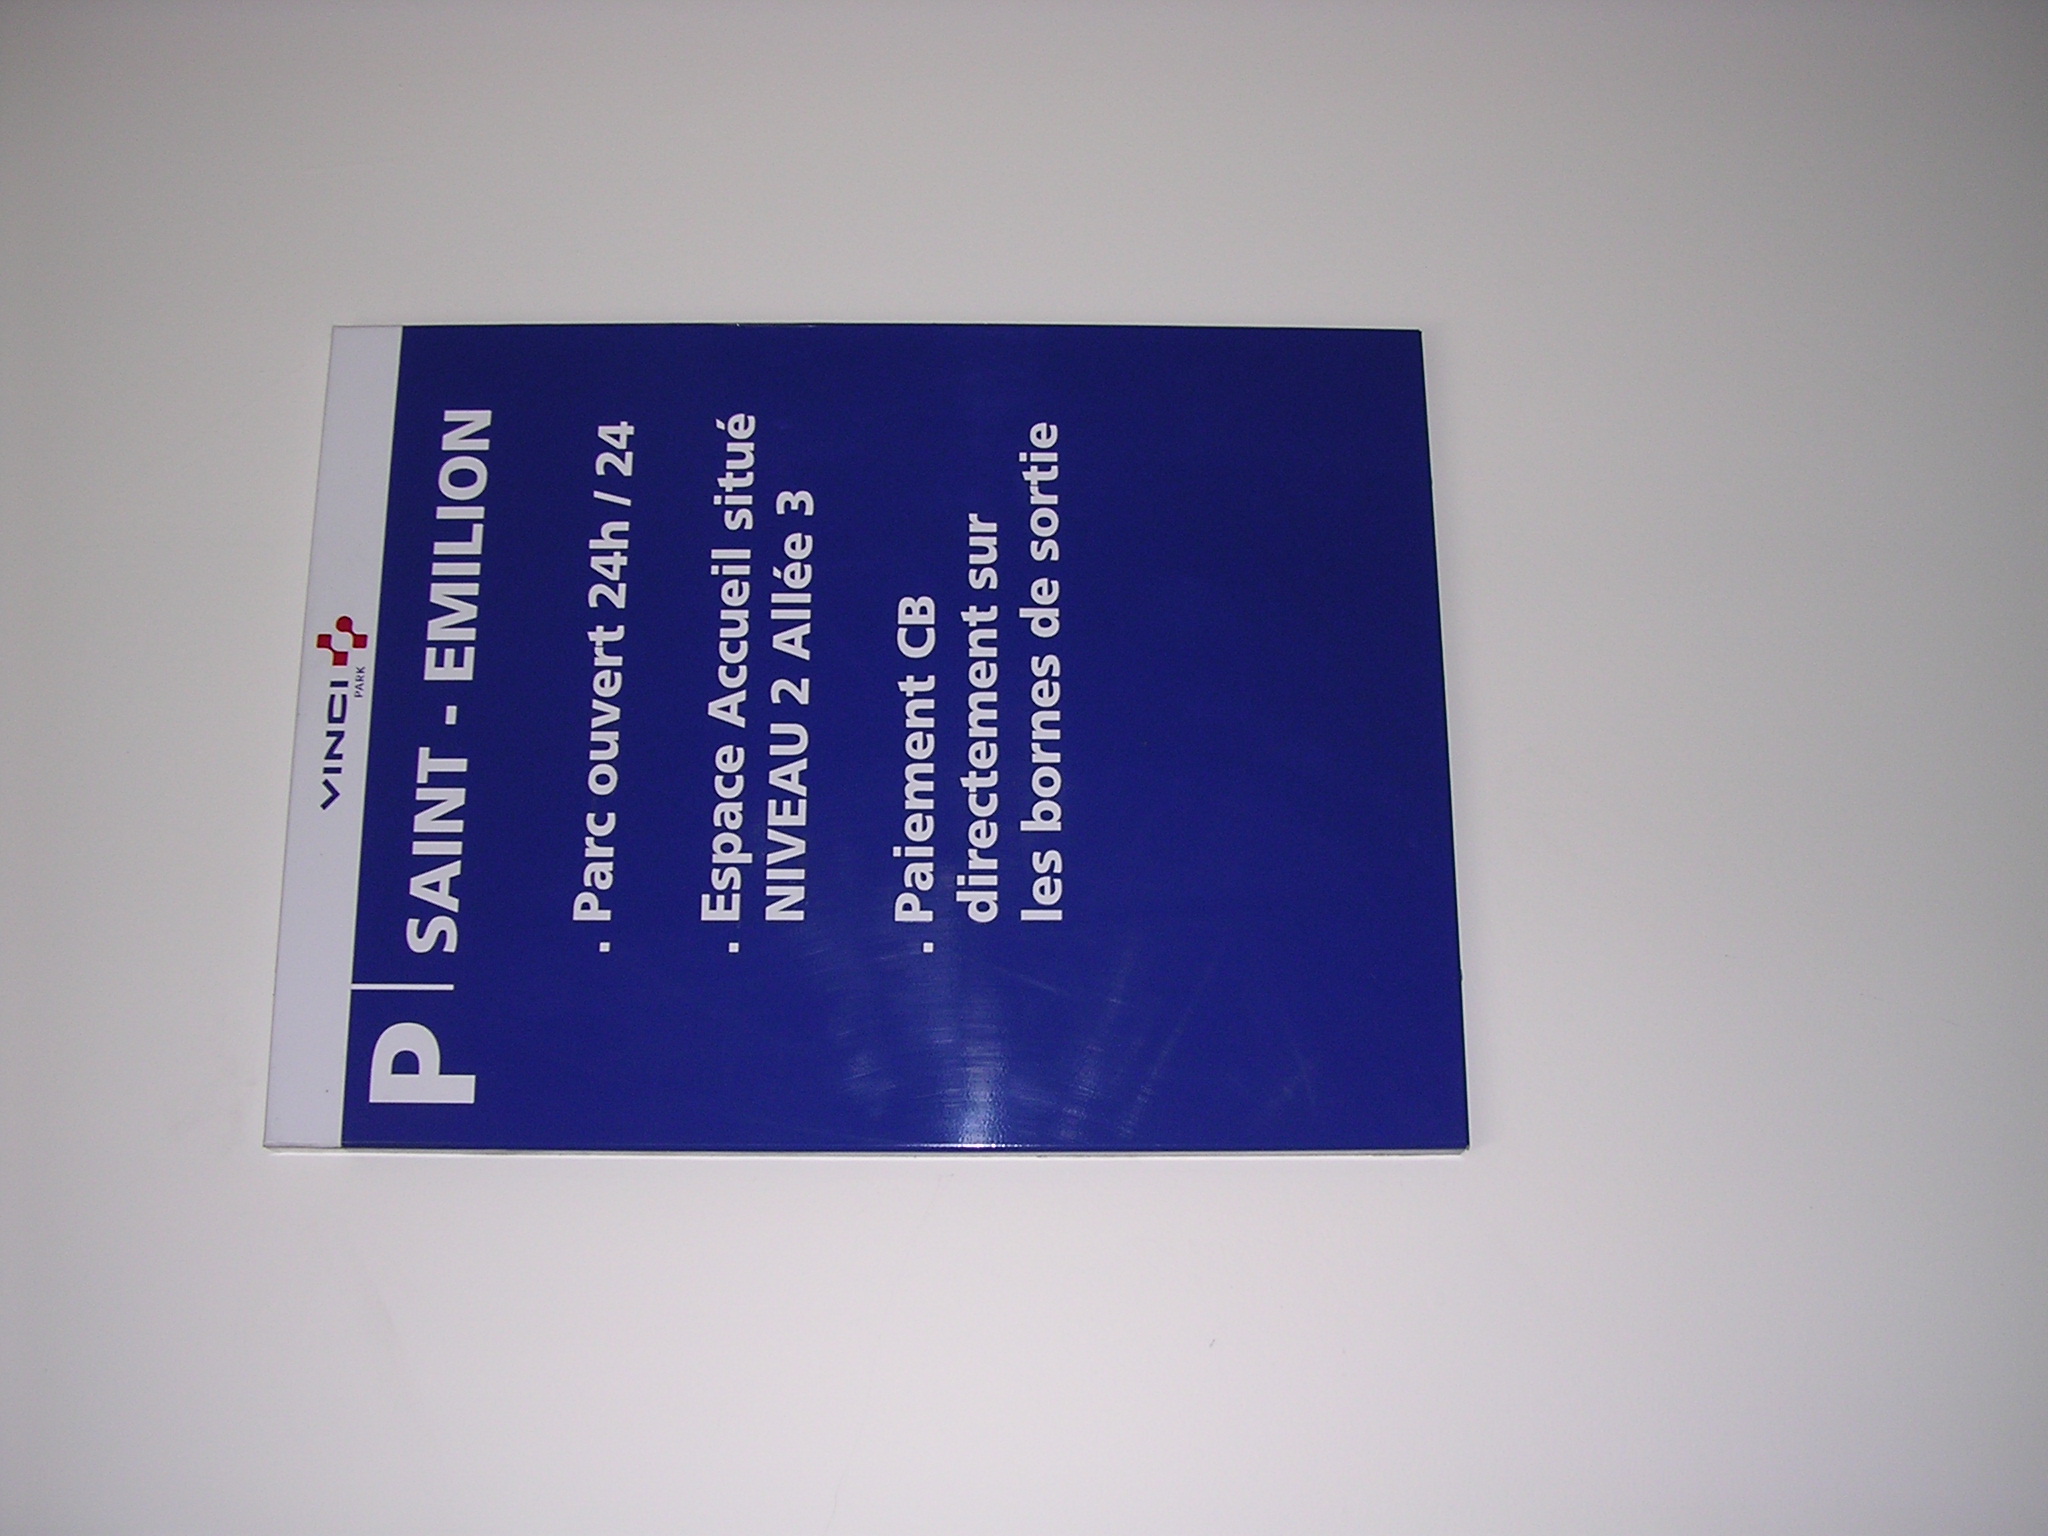 VINCI
PARK
P SAINT - EMILION
. Parc ouvert 24h / 24
. Espace Accueil situé
NIVEAU 2 Allée 3
. Paiement CB
directement sur
les bornes de sortie